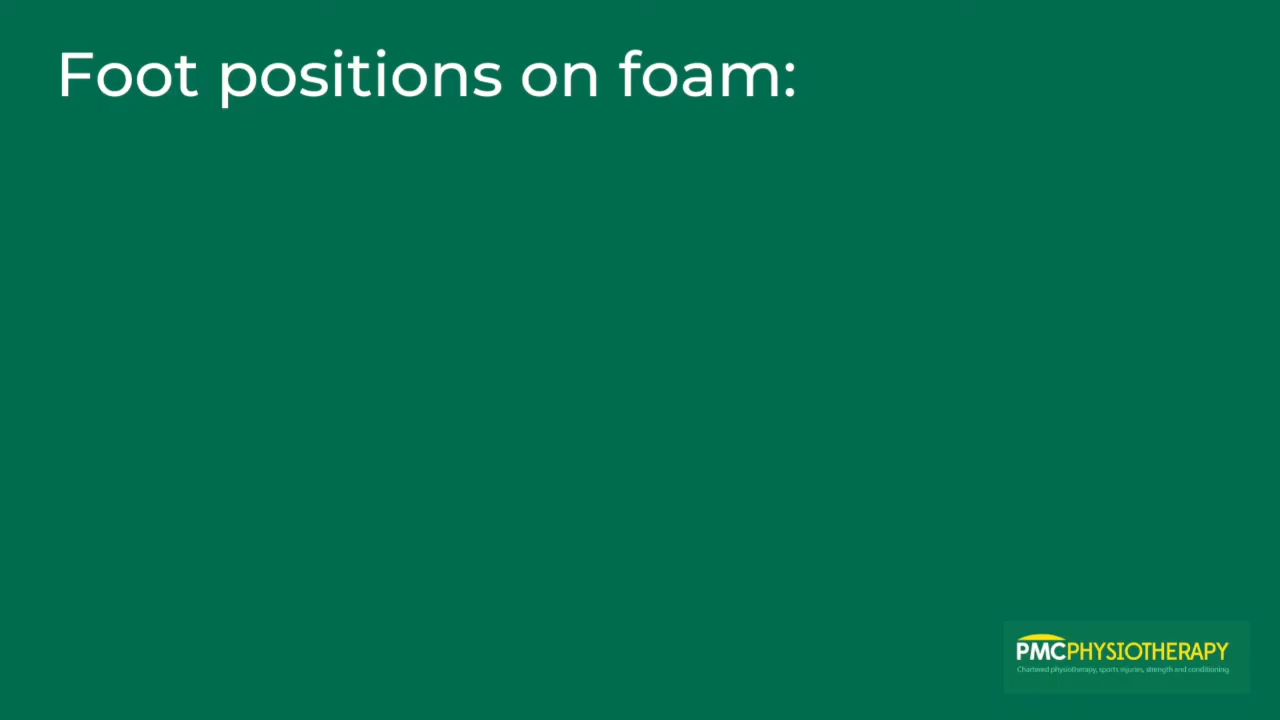 Foot positions on foam:
PMCPHYSIOTHERAPY
Chartered physiotherapy, sports injuries, strength and conditioning